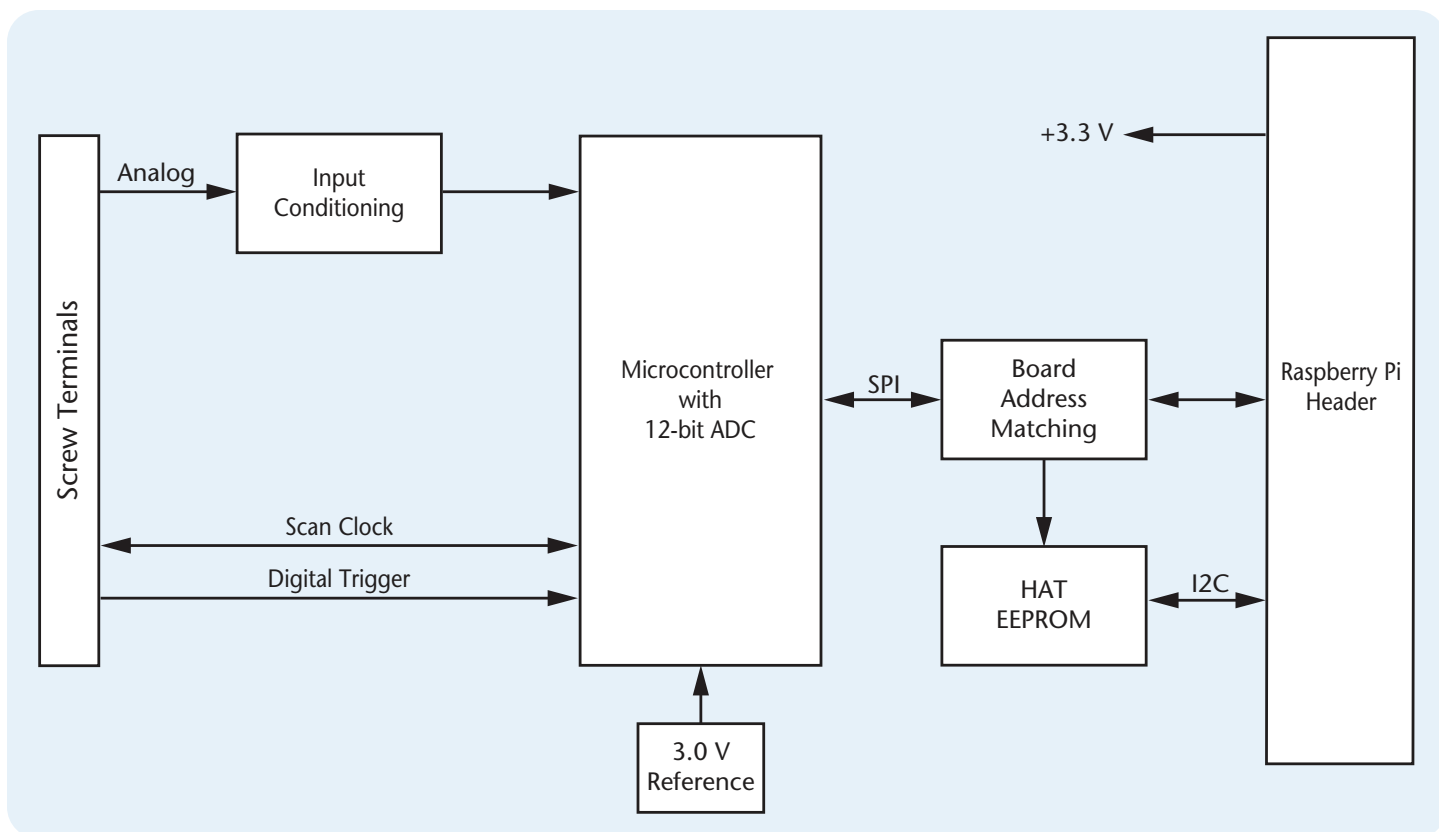 +3.3 V
Analog
Input
Conditioning
Screw Terminals
Microcontroller
with
12-bit ADC
SPI
Board
Address
Matching
Raspberry Pi
Header
Scan Clock
Digital Trigger
HAT
EEPROM
I2C
3.0 V
Reference